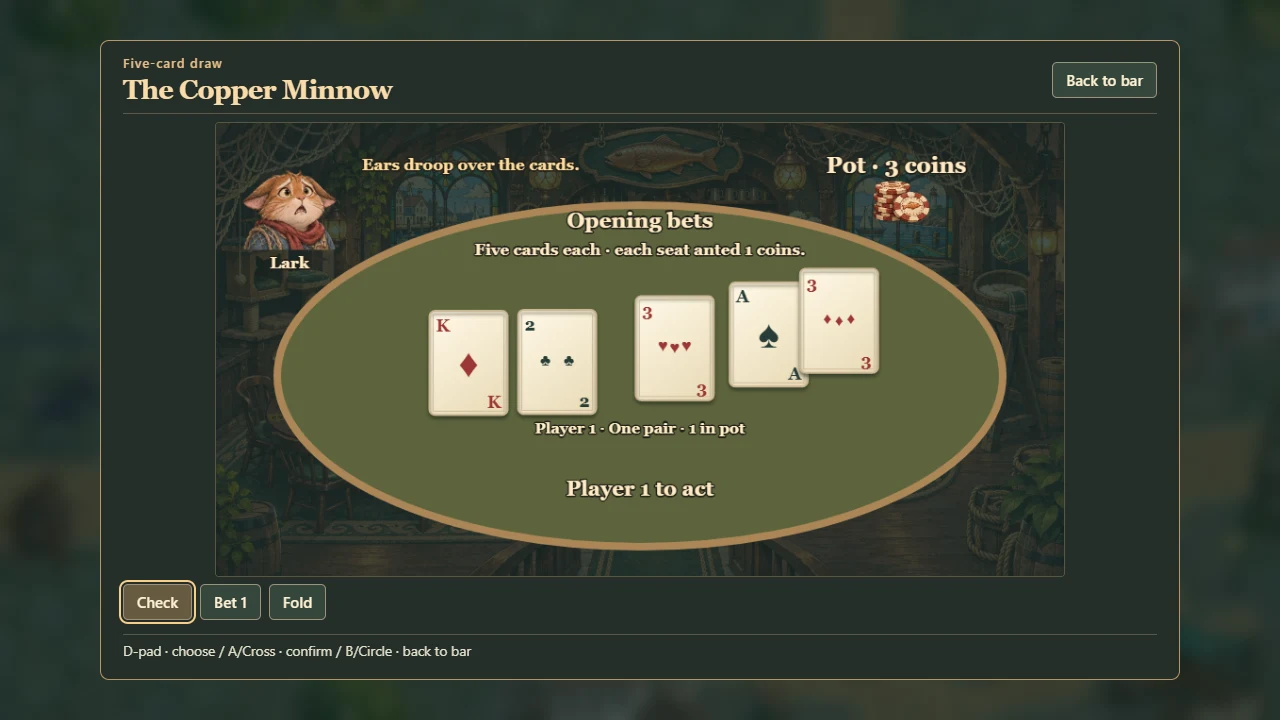 Five-card draw
The Copper Minnow
Back to bar
Ears droop over the cards.
Pot · 3 coins
Lark
Opening bets
Five cards each · each seat anted 1 coins.
K
K
2
2
3
3
A
A
3
3
Player 1 · One pair · 1 in pot
Player 1 to act
Check
Bet 1
Fold
D-pad · choose / A/Cross · confirm / B/Circle · back to bar